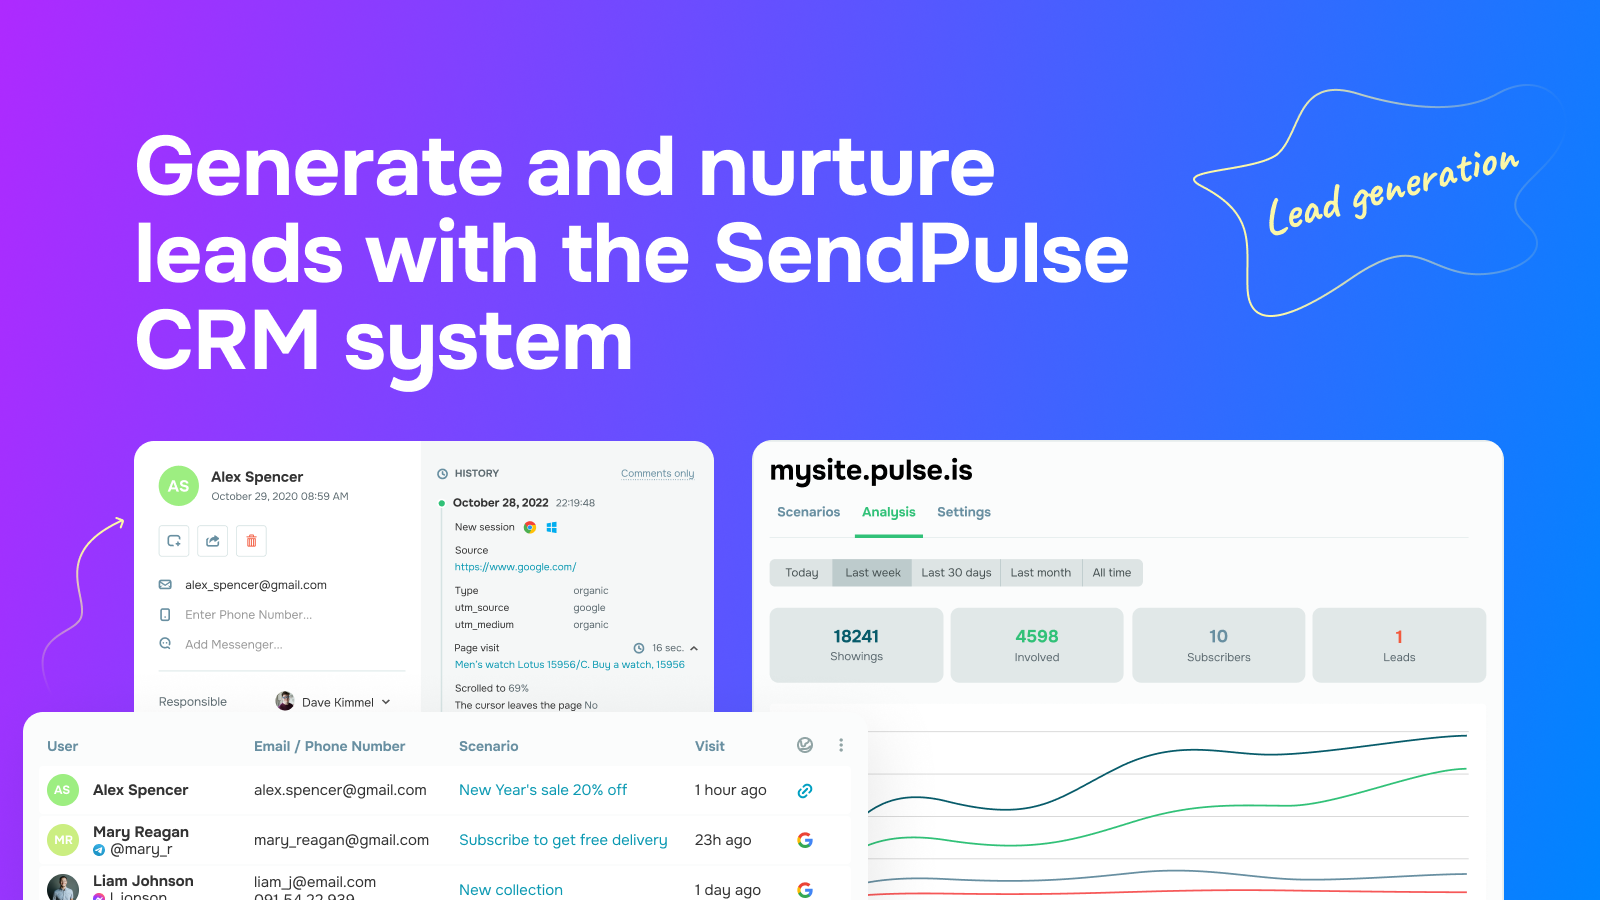 Generate and nurture
leads with the SendPulse
CRM system
Lead generation
AS
Alex Spencer
October 29, 2020 08:59 AM
alex_spencer@gmail.com
Enter Phone Number...
Add Messenger...
Responsible
Dave Kimmel
HISTORY
Comments only
October 28, 2022 22:19:48
New session
Source
https://www.google.com/
Type organic
utm_source google
utm_medium organic
Page visit 16 sec.
Men's watch Lotus 15956/C. Buy a watch, 15956
Scrolled to 69%
The cursor leaves the page No
mysite.pulse.is
Scenarios Analysis Settings
Today Last week Last 30 days Last month All time
18241 4598 10 1
Showings Involved Subscribers Leads
User Email / Phone Number Scenario Visit
AS Alex Spencer alex.spencer@gmail.com New Year's sale 20% off 1 hour ago
MR Mary Reagan mary_reagan@gmail.com Subscribe to get free delivery 23h ago
@mary_r
Liam Johnson liam_j@email.com New collection 1 day ago